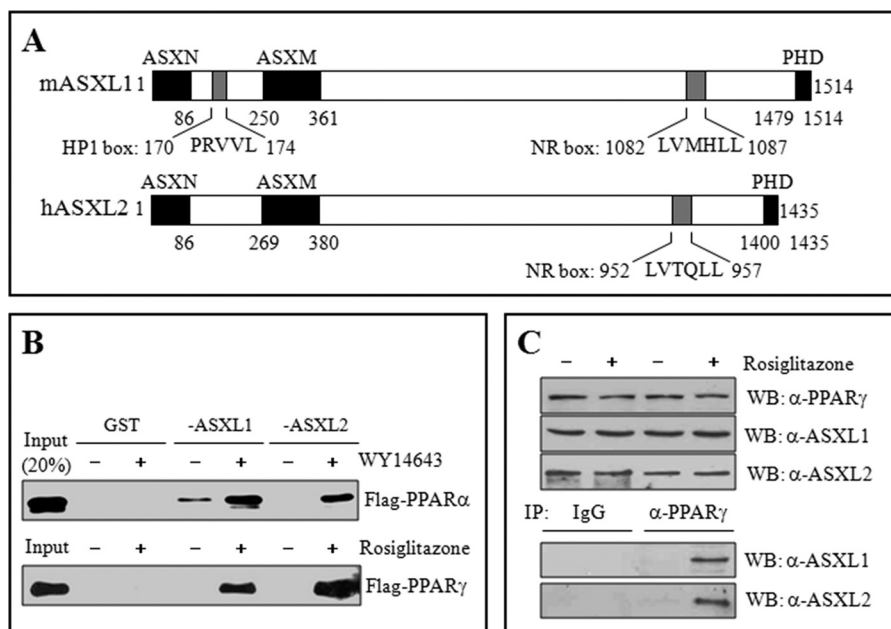 A
ASXN ASXM PHD
mASXL1 1 1514
86 250 361 1479 1514
HP1 box: 170 PRVVL 174 NR box: 1082 LVMHLL 1087
ASXN ASXM PHD
hASXL2 1 1435
86 269 380 1400 1435
NR box: 952 LVTQLL 957
B
GST -ASXL1 -ASXL2
Input
(20%) – + – + – + WY14643
Flag-PPARα
Input – + – + – + Rosiglitazone
Flag-PPARγ
C
– + – + Rosiglitazone
WB: α-PPARγ
WB: α-ASXL1
WB: α-ASXL2
IP: IgG α-PPARγ
WB: α-ASXL1
WB: α-ASXL2